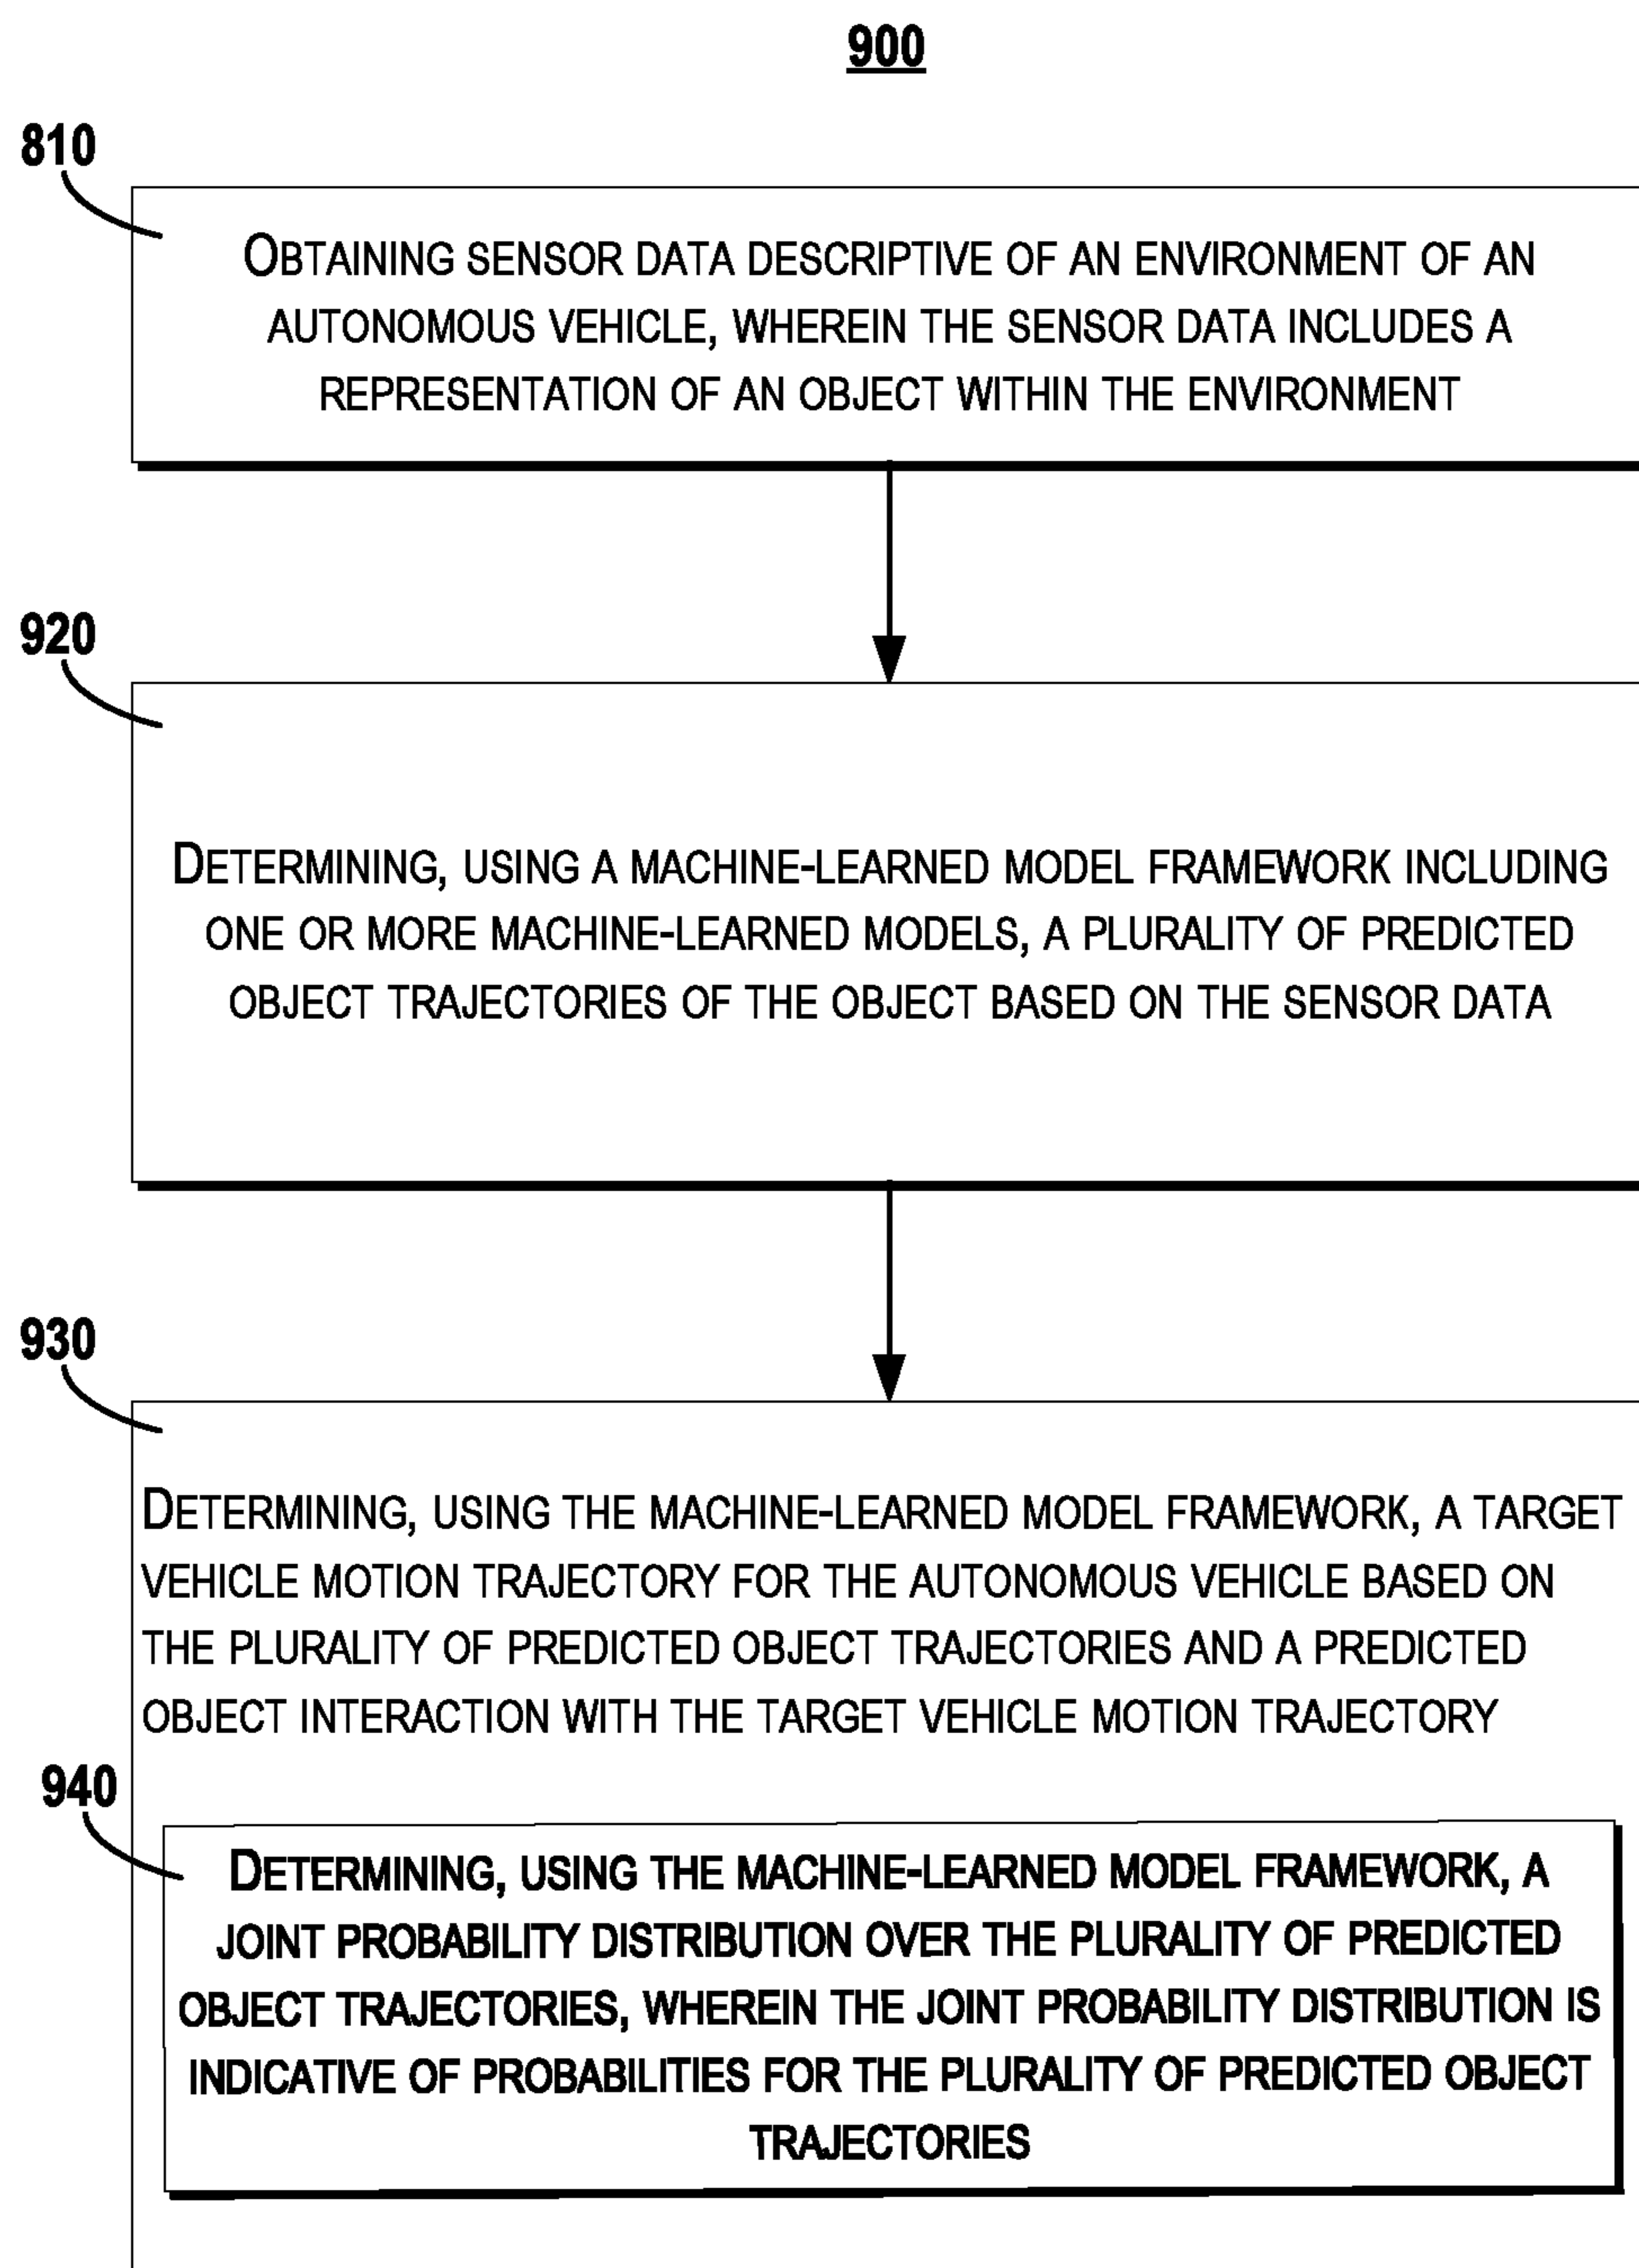 900
810
OBTAINING SENSOR DATA DESCRIPTIVE OF AN ENVIRONMENT OF AN
AUTONOMOUS VEHICLE, WHEREIN THE SENSOR DATA INCLUDES A
REPRESENTATION OF AN OBJECT WITHIN THE ENVIRONMENT
920
DETERMINING, USING A MACHINE-LEARNED MODEL FRAMEWORK INCLUDING
ONE OR MORE MACHINE-LEARNED MODELS, A PLURALITY OF PREDICTED
OBJECT TRAJECTORIES OF THE OBJECT BASED ON THE SENSOR DATA
930
DETERMINING, USING THE MACHINE-LEARNED MODEL FRAMEWORK, A TARGET
VEHICLE MOTION TRAJECTORY FOR THE AUTONOMOUS VEHICLE BASED ON
THE PLURALITY OF PREDICTED OBJECT TRAJECTORIES AND A PREDICTED
OBJECT INTERACTION WITH THE TARGET VEHICLE MOTION TRAJECTORY
940
DETERMINING, USING THE MACHINE-LEARNED MODEL FRAMEWORK, A
JOINT PROBABILITY DISTRIBUTION OVER THE PLURALITY OF PREDICTED
OBJECT TRAJECTORIES, WHEREIN THE JOINT PROBABILITY DISTRIBUTION IS
INDICATIVE OF PROBABILITIES FOR THE PLURALITY OF PREDICTED OBJECT
TRAJECTORIES